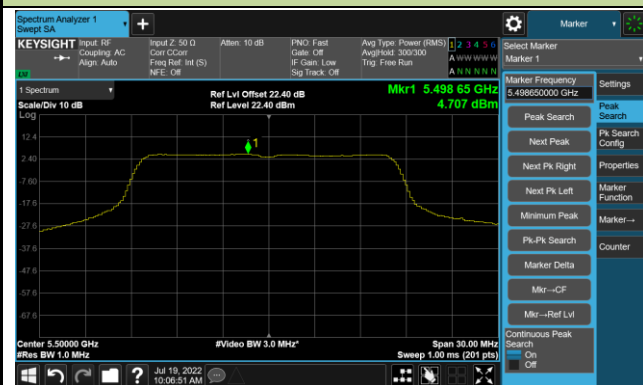 Spectrum Analyzer 1
Swept SA
+
Marker
KEYSIGHT
Input: RF
Coupling: AC
Align: Auto
Input Z: 50 Ω
Corr CCorr
Freq Ref: Int (S)
NFE: Off
Atten: 10 dB
PNO: Fast
Gate: Off
IF Gain: Low
Sig Track: Off
Avg Type: Power (RMS)
Avg|Hold: 300/300
Trig: Free Run
1 2 3 4 5 6
A W W W W W
A N N N N N
Select Marker
Marker 1
1 Spectrum
Scale/Div 10 dB
Log
Ref Lvl Offset 22.40 dB
Ref Level 22.40 dBm
Mkr1 5.498 65 GHz
4.707 dBm
12.4
2.40
-7.60
-17.6
-27.6
-37.6
-47.6
-57.6
-67.6
1
Center 5.50000 GHz
#Res BW 1.0 MHz
#Video BW 3.0 MHz*
Span 30.00 MHz
Sweep 1.00 ms (201 pts)
Marker Frequency
5.498650000 GHz
Peak Search
Next Peak
Next Pk Right
Next Pk Left
Minimum Peak
Pk-Pk Search
Marker Delta
Mkr→CF
Mkr→Ref Lvl
Continuous Peak
Search
On
Off
Settings
Peak
Search
Pk Search
Config
Properties
Marker
Function
Marker→
Counter
?
Jul 19, 2022
10:06:51 AM